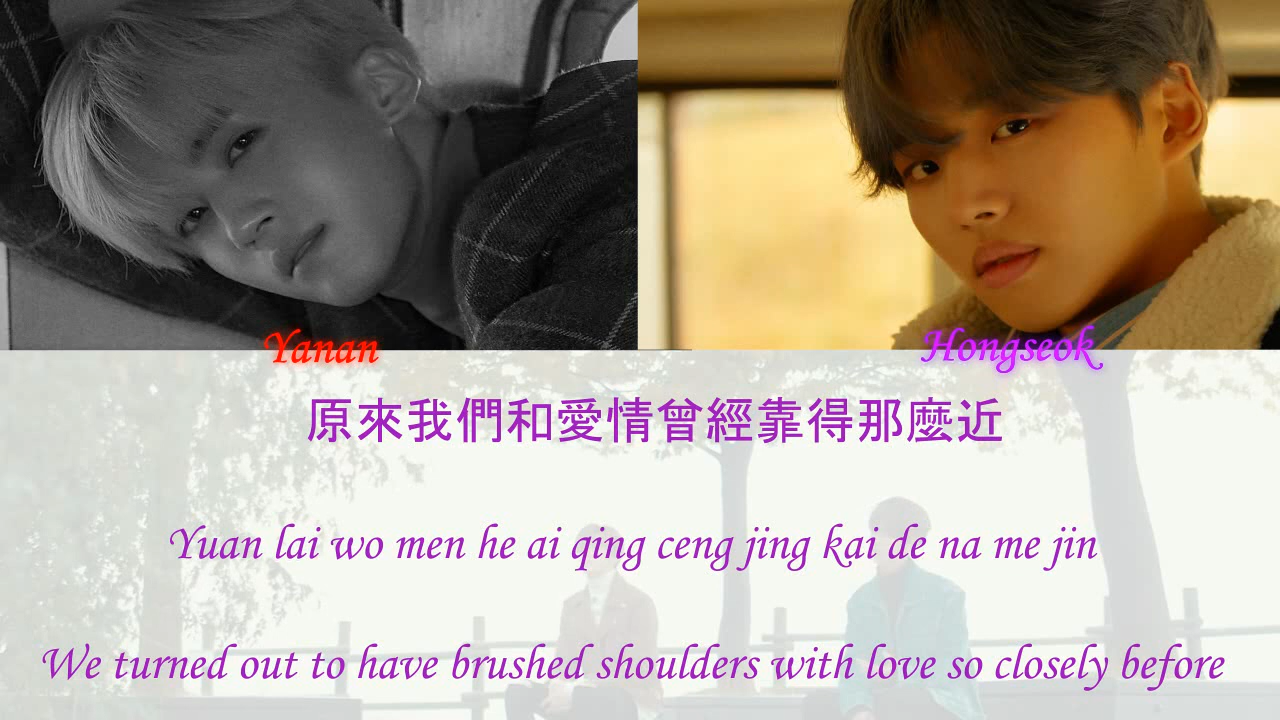 Yanan Hongseok
原來我們和愛情曾經靠得那麼近
Yuan lai wo men he ai qing ceng jing kai de na me jin
We turned out to have brushed shoulders with love so closely before